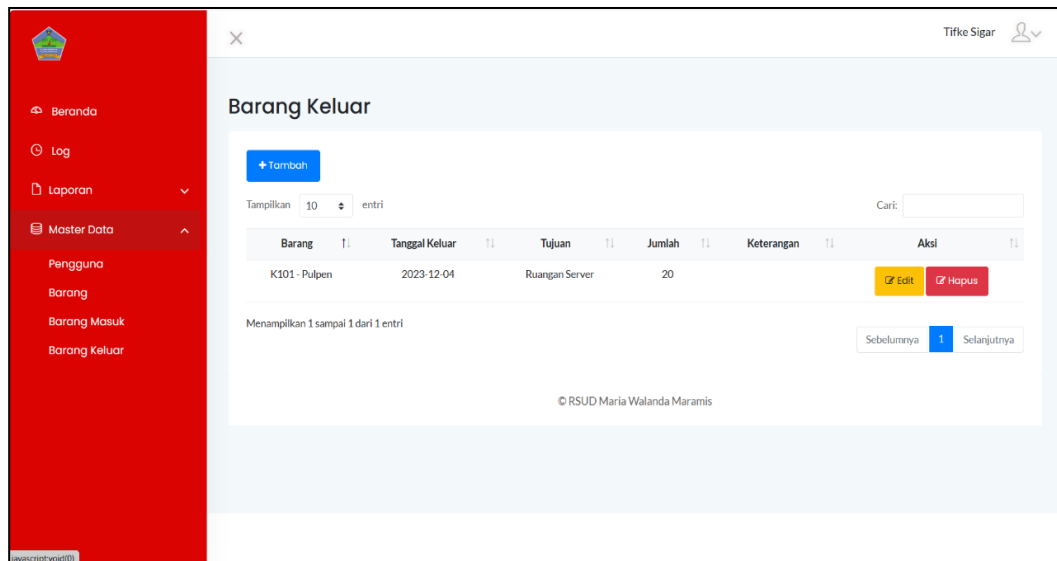 Tifke Sigar
Beranda
Log
Laporan
Master Data
Pengguna
Barang
Barang Masuk
Barang Keluar
Barang Keluar
+Tambah
Tampilkan 10 entri
Cari:
Barang Tanggal Keluar Tujuan Jumlah Keterangan Aksi
K101 - Pulpen 2023-12-04 Ruangan Server 20 Edit Hapus
Menampilkan 1 sampai 1 dari 1 entri
Sebelumnya 1 Selanjutnya
© RSUD Maria Walanda Maramis
javascript:void(0)